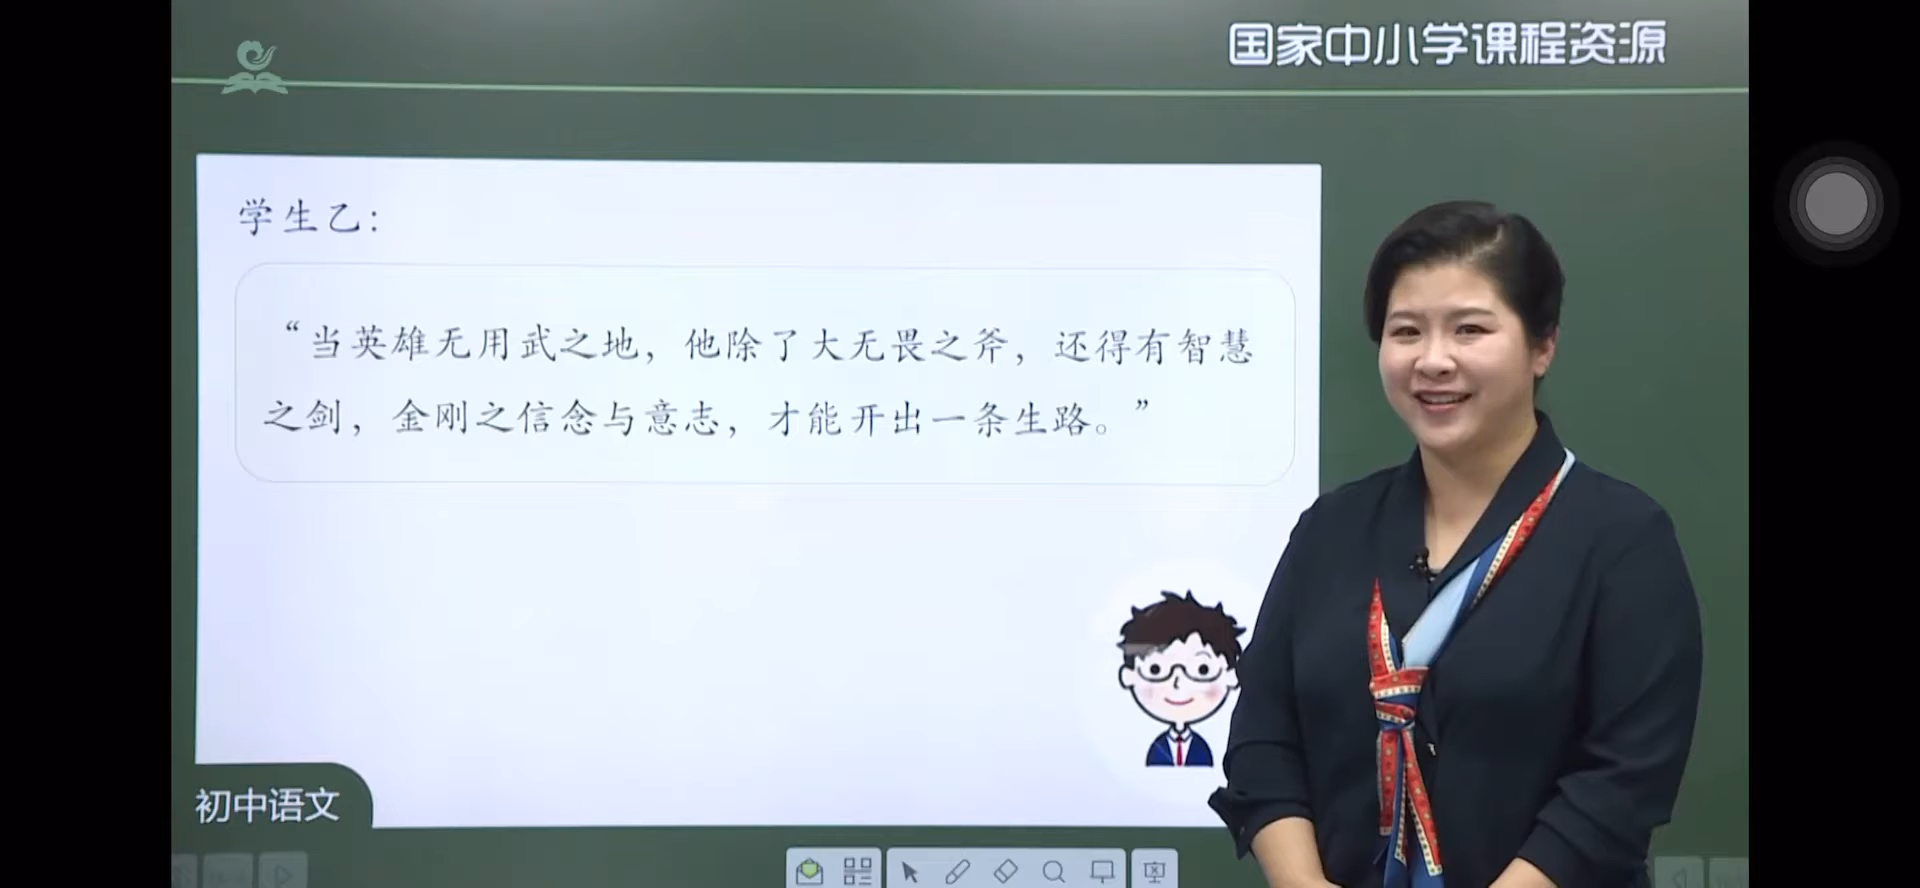 国家中小学课程资源
学生乙：
“当英雄无用武之地，他除了大无畏之斧，还得有智慧
之剑，金刚之信念与意志，才能开出一条生路。”
初中语文